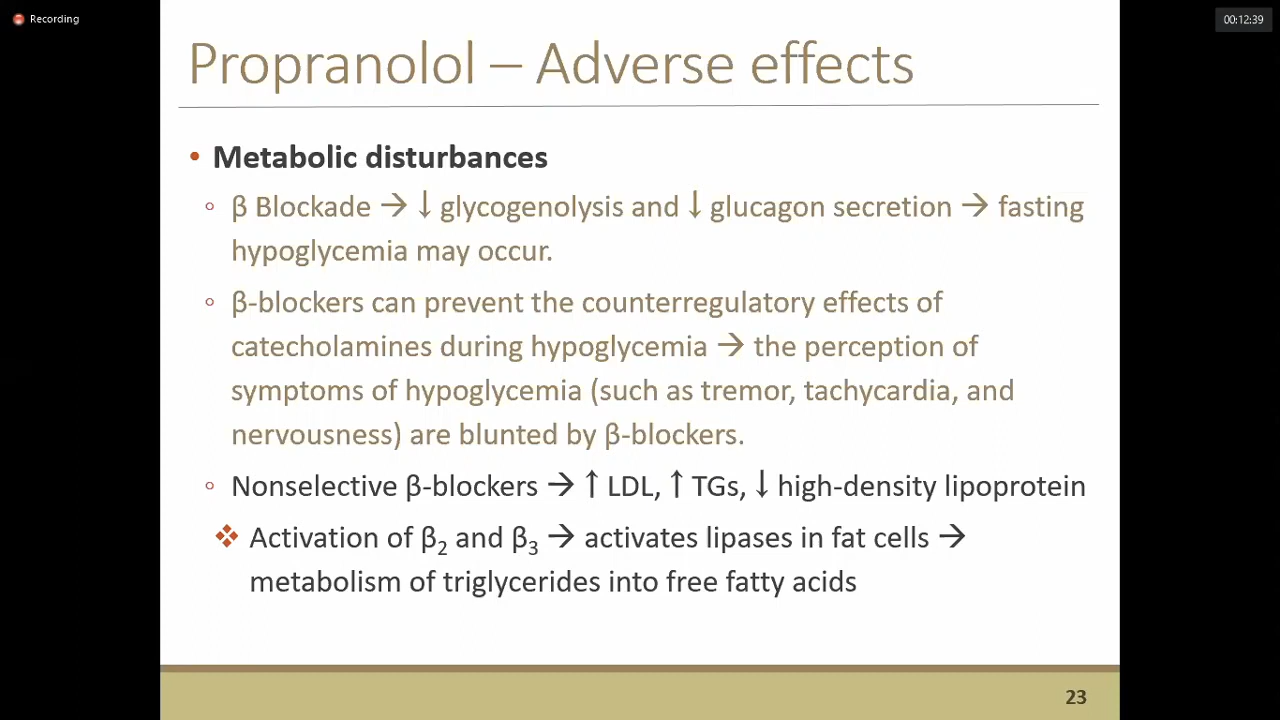 Recording
00:12:39
Propranolol – Adverse effects
• Metabolic disturbances
◦ β Blockade → ↓ glycogenolysis and ↓ glucagon secretion → fasting
hypoglycemia may occur.
◦ β-blockers can prevent the counterregulatory effects of
catecholamines during hypoglycemia → the perception of
symptoms of hypoglycemia (such as tremor, tachycardia, and
nervousness) are blunted by β-blockers.
◦ Nonselective β-blockers → ↑ LDL, ↑ TGs, ↓ high-density lipoprotein
❖ Activation of β₂ and β₃ → activates lipases in fat cells →
metabolism of triglycerides into free fatty acids
23